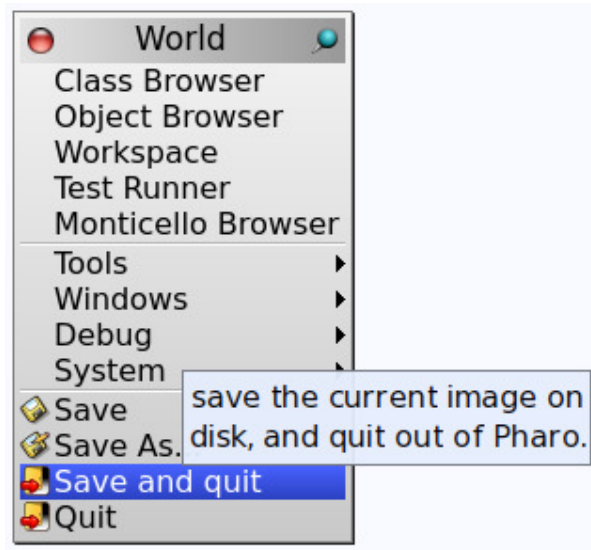 World
Class Browser
Object Browser
Workspace
Test Runner
Monticello Browser
Tools
Windows
Debug
System
Save
Save As...
Save and quit
Quit
save the current image on
disk, and quit out of Pharo.